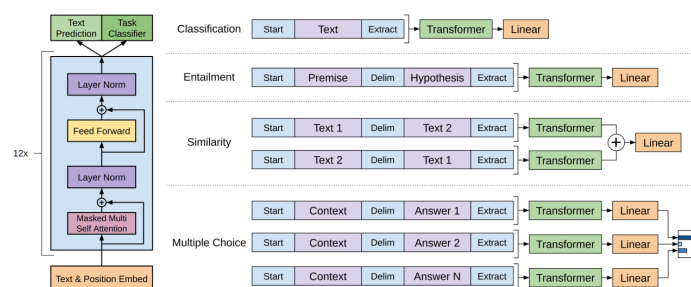 Text Prediction
Task Classifier
Layer Norm
Feed Forward
12x
Layer Norm
Masked Multi
Self Attention
Text & Position Embed
Classification Start Text Extract Transformer Linear
Entailment Start Premise Delim Hypothesis Extract Transformer Linear
Similarity
Start Text 1 Delim Text 2 Extract Transformer
+ Linear
Start Text 2 Delim Text 1 Extract Transformer
Multiple Choice
Start Context Delim Answer 1 Extract Transformer Linear
Start Context Delim Answer 2 Extract Transformer Linear
Start Context Delim Answer N Extract Transformer Linear